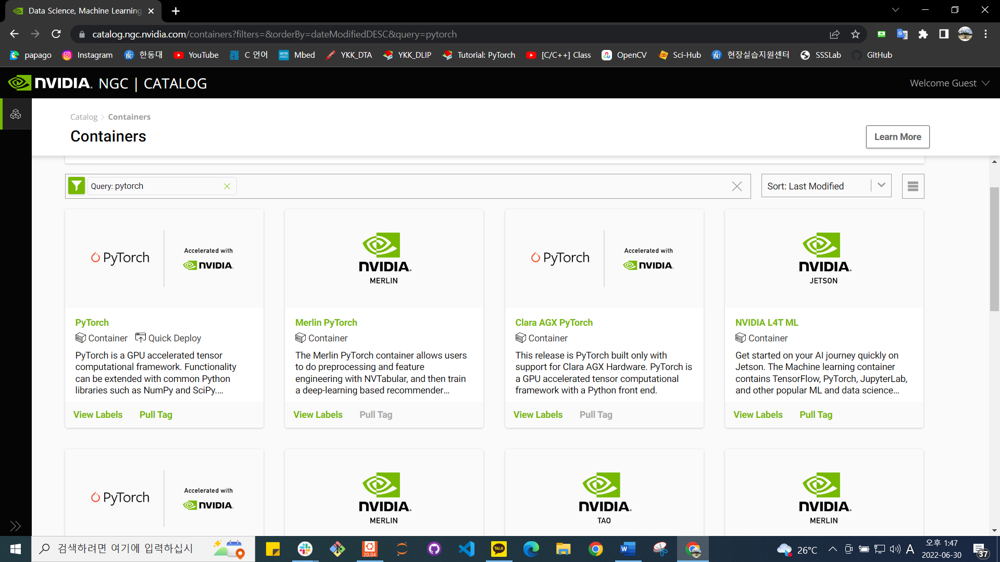 Data Science, Machine Learning
catalog.ngc.nvidia.com/containers?filters=&orderBy=dateModifiedDESC&query=pytorch
papago Instagram 한동대 YouTube C 언어 Mbed YKK_DTA YKK_DLIP Tutorial: PyTorch [C/C++] Class OpenCV Sci-Hub 현장실습지원센터 SSSLab GitHub
NVIDIA. NGC | CATALOG
Welcome Guest
Catalog > Containers
Containers
Learn More
Query: pytorch
Sort: Last Modified
PyTorch
Accelerated with
NVIDIA.
NVIDIA.
MERLIN
PyTorch
Accelerated with
NVIDIA.
NVIDIA.
JETSON
PyTorch
Container Quick Deploy
PyTorch is a GPU accelerated tensor
computational framework. Functionality
can be extended with common Python
libraries such as NumPy and SciPy....
View Labels Pull Tag
Merlin PyTorch
Container
The Merlin PyTorch container allows users
to do preprocessing and feature
engineering with NVTabular, and then train
a deep-learning based recommender...
View Labels Pull Tag
Clara AGX PyTorch
Container
This release is PyTorch built only with
support for Clara AGX Hardware. PyTorch is
a GPU accelerated tensor computational
framework with a Python front end.
View Labels Pull Tag
NVIDIA L4T ML
Container
Get started on your AI journey quickly on
Jetson. The Machine learning container
contains TensorFlow, PyTorch, JupyterLab,
and other popular ML and data science...
View Labels Pull Tag
PyTorch
Accelerated with
NVIDIA.
NVIDIA.
MERLIN
NVIDIA.
TAO
NVIDIA.
MERLIN
검색하려면 여기에 입력하십시
20.04
TALK
26°C
A
오후 1:47
2022-06-30
37